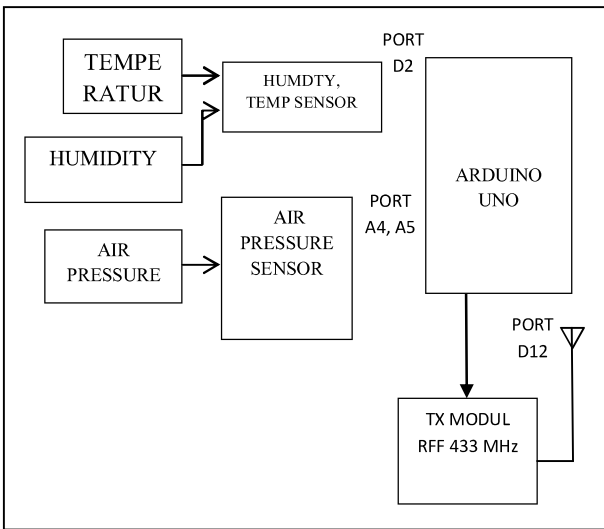 TEMPE
RATUR
HUMIDITY
HUMDTY,
TEMP SENSOR
PORT
D2
AIR
PRESSURE
AIR
PRESSURE
SENSOR
PORT
A4, A5
ARDUINO
UNO
PORT
D12
TX MODUL
RFF 433 MHz